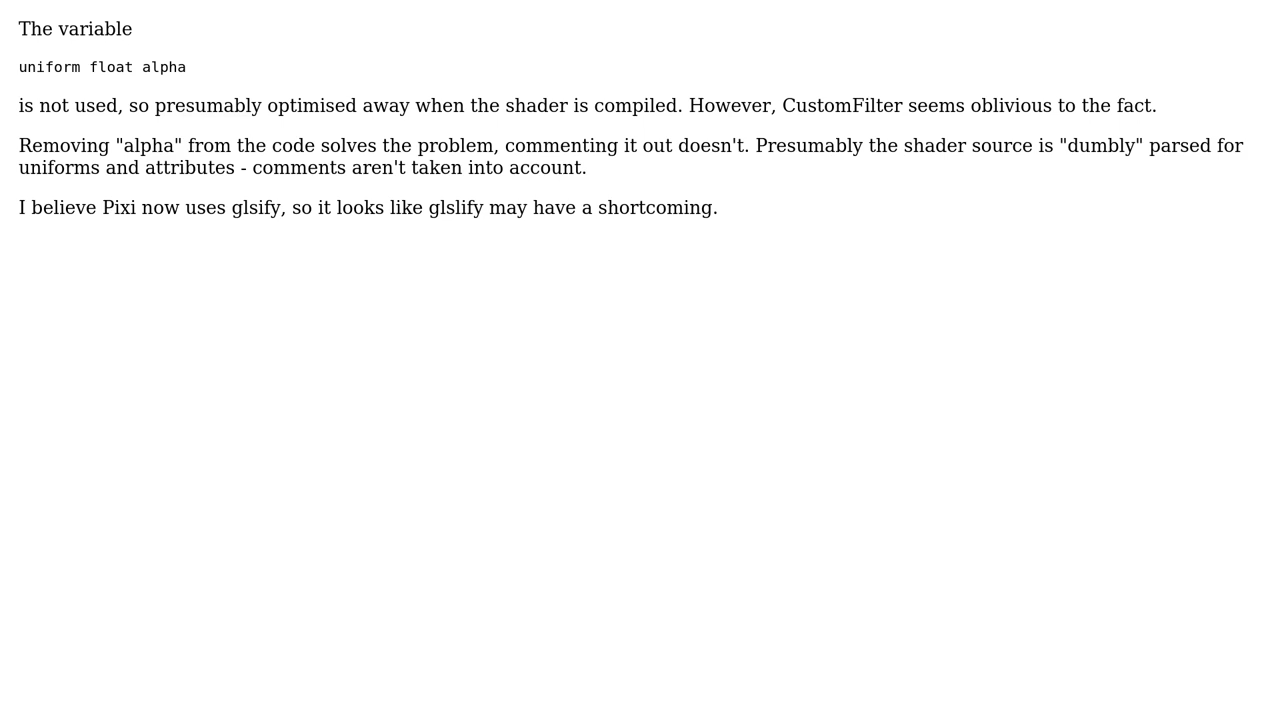 The variable
uniform float alpha
is not used, so presumably optimised away when the shader is compiled. However, CustomFilter seems oblivious to the fact.
Removing "alpha" from the code solves the problem, commenting it out doesn't. Presumably the shader source is "dumbly" parsed for
uniforms and attributes - comments aren't taken into account.
I believe Pixi now uses glsify, so it looks like glslify may have a shortcoming.